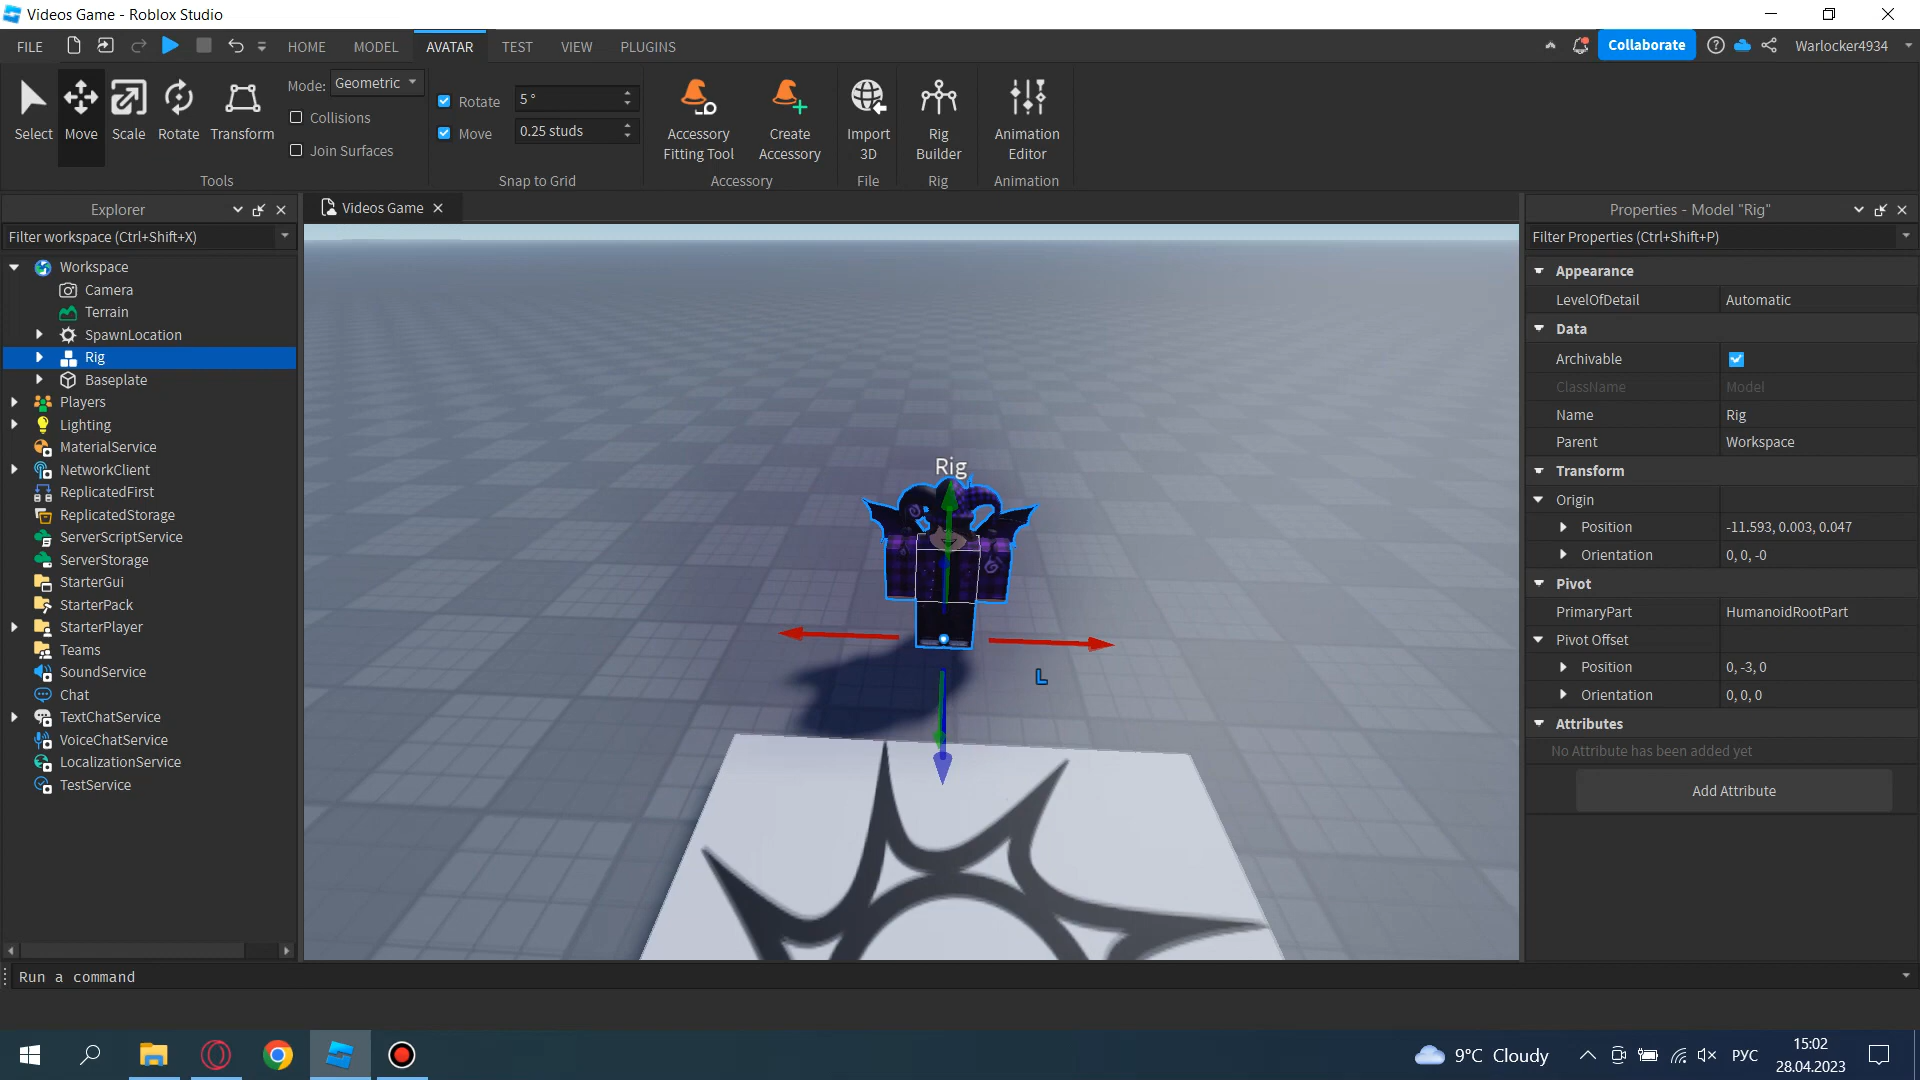 Videos Game - Roblox Studio
FILE
HOME
MODEL
AVATAR
TEST
VIEW
PLUGINS
Collaborate
Warlocker4934
Select
Move
Scale
Rotate
Transform
Mode:
Geometric
Collisions
Join Surfaces
Tools
Rotate
5 °
Move
0.25 studs
Snap to Grid
Accessory
Fitting Tool
Create
Accessory
Accessory
Import
3D
File
Rig
Builder
Rig
Animation
Editor
Animation
Explorer
Filter workspace (Ctrl+Shift+X)
Workspace
Camera
Terrain
SpawnLocation
Rig
Baseplate
Players
Lighting
MaterialService
NetworkClient
ReplicatedFirst
ReplicatedStorage
ServerScriptService
ServerStorage
StarterGui
StarterPack
StarterPlayer
Teams
SoundService
Chat
TextChatService
VoiceChatService
LocalizationService
TestService
Videos Game
Rig
L
Properties - Model "Rig"
Filter Properties (Ctrl+Shift+P)
Appearance
LevelOfDetail
Automatic
Data
Archivable
ClassName
Model
Name
Rig
Parent
Workspace
Transform
Origin
Position
-11.593, 0.003, 0.047
Orientation
0, 0, -0
Pivot
PrimaryPart
HumanoidRootPart
Pivot Offset
Position
0, -3, 0
Orientation
0, 0, 0
Attributes
No Attribute has been added yet
Add Attribute
Run a command
9°C Cloudy
РУС
15:02
28.04.2023